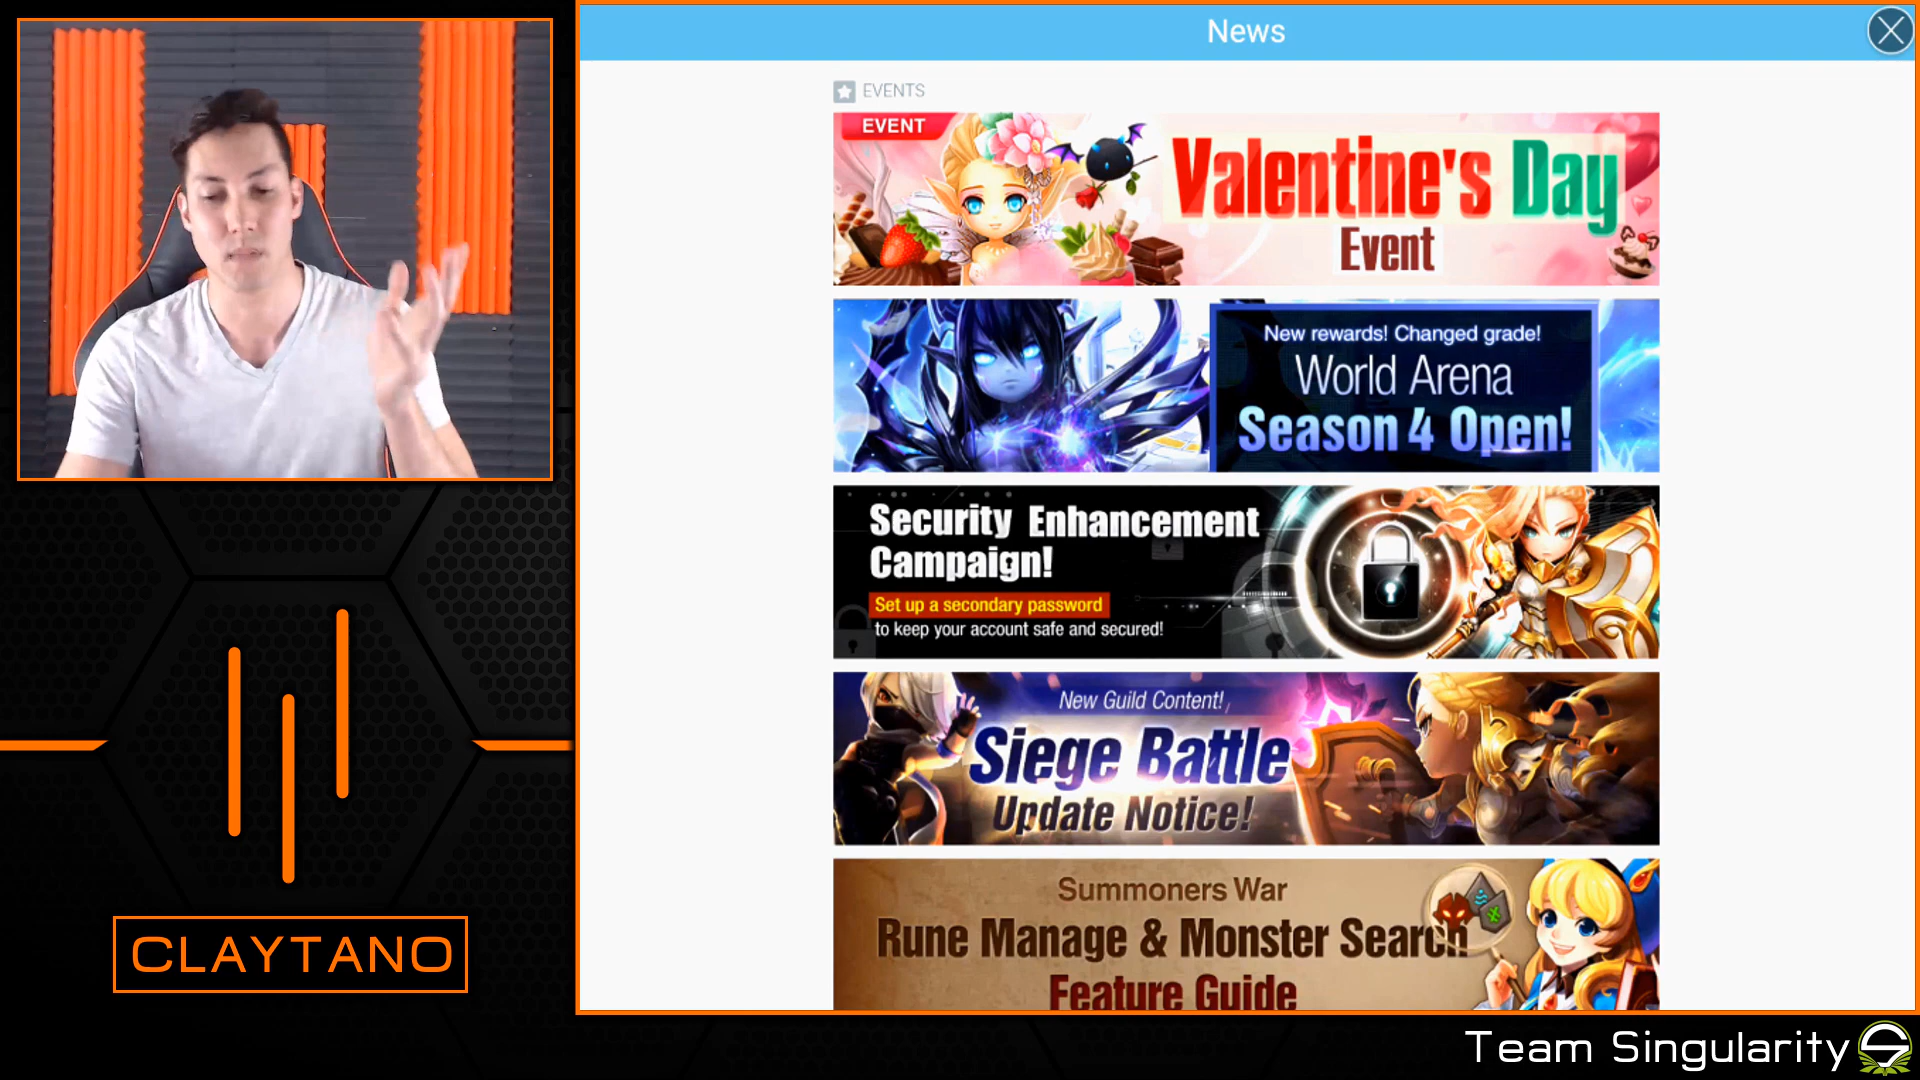 News
EVENTS
EVENT
Valentine's Day
Event
New rewards! Changed grade!
World Arena
Season 4 Open!
Security Enhancement
Campaign!
Set up a secondary password
to keep your account safe and secured!
New Guild Content!
Siege Battle
Update Notice!
Summoners War
Rune Manage & Monster Search
Feature Guide
CLAYTANO
Team Singularity